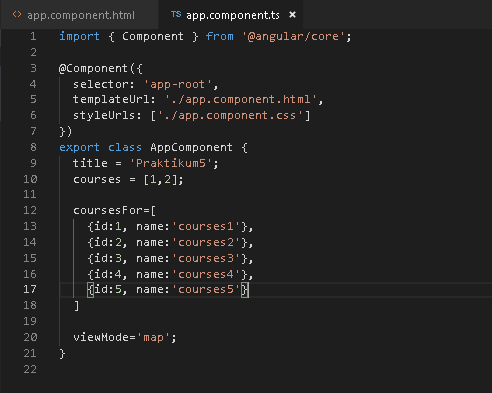 <> app.component.html TS app.component.ts ×
1 import { Component } from '@angular/core';
2
3 @Component({
4   selector: 'app-root',
5   templateUrl: './app.component.html',
6   styleUrls: ['./app.component.css']
7 })
8 export class AppComponent {
9   title = 'Praktikum5';
10   courses = [1,2];
11
12   coursesFor=[
13     {id:1, name:'courses1'},
14     {id:2, name:'courses2'},
15     {id:3, name:'courses3'},
16     {id:4, name:'courses4'},
17     {id:5, name:'courses5'}
18   ]
19
20   viewMode='map';
21 }
22